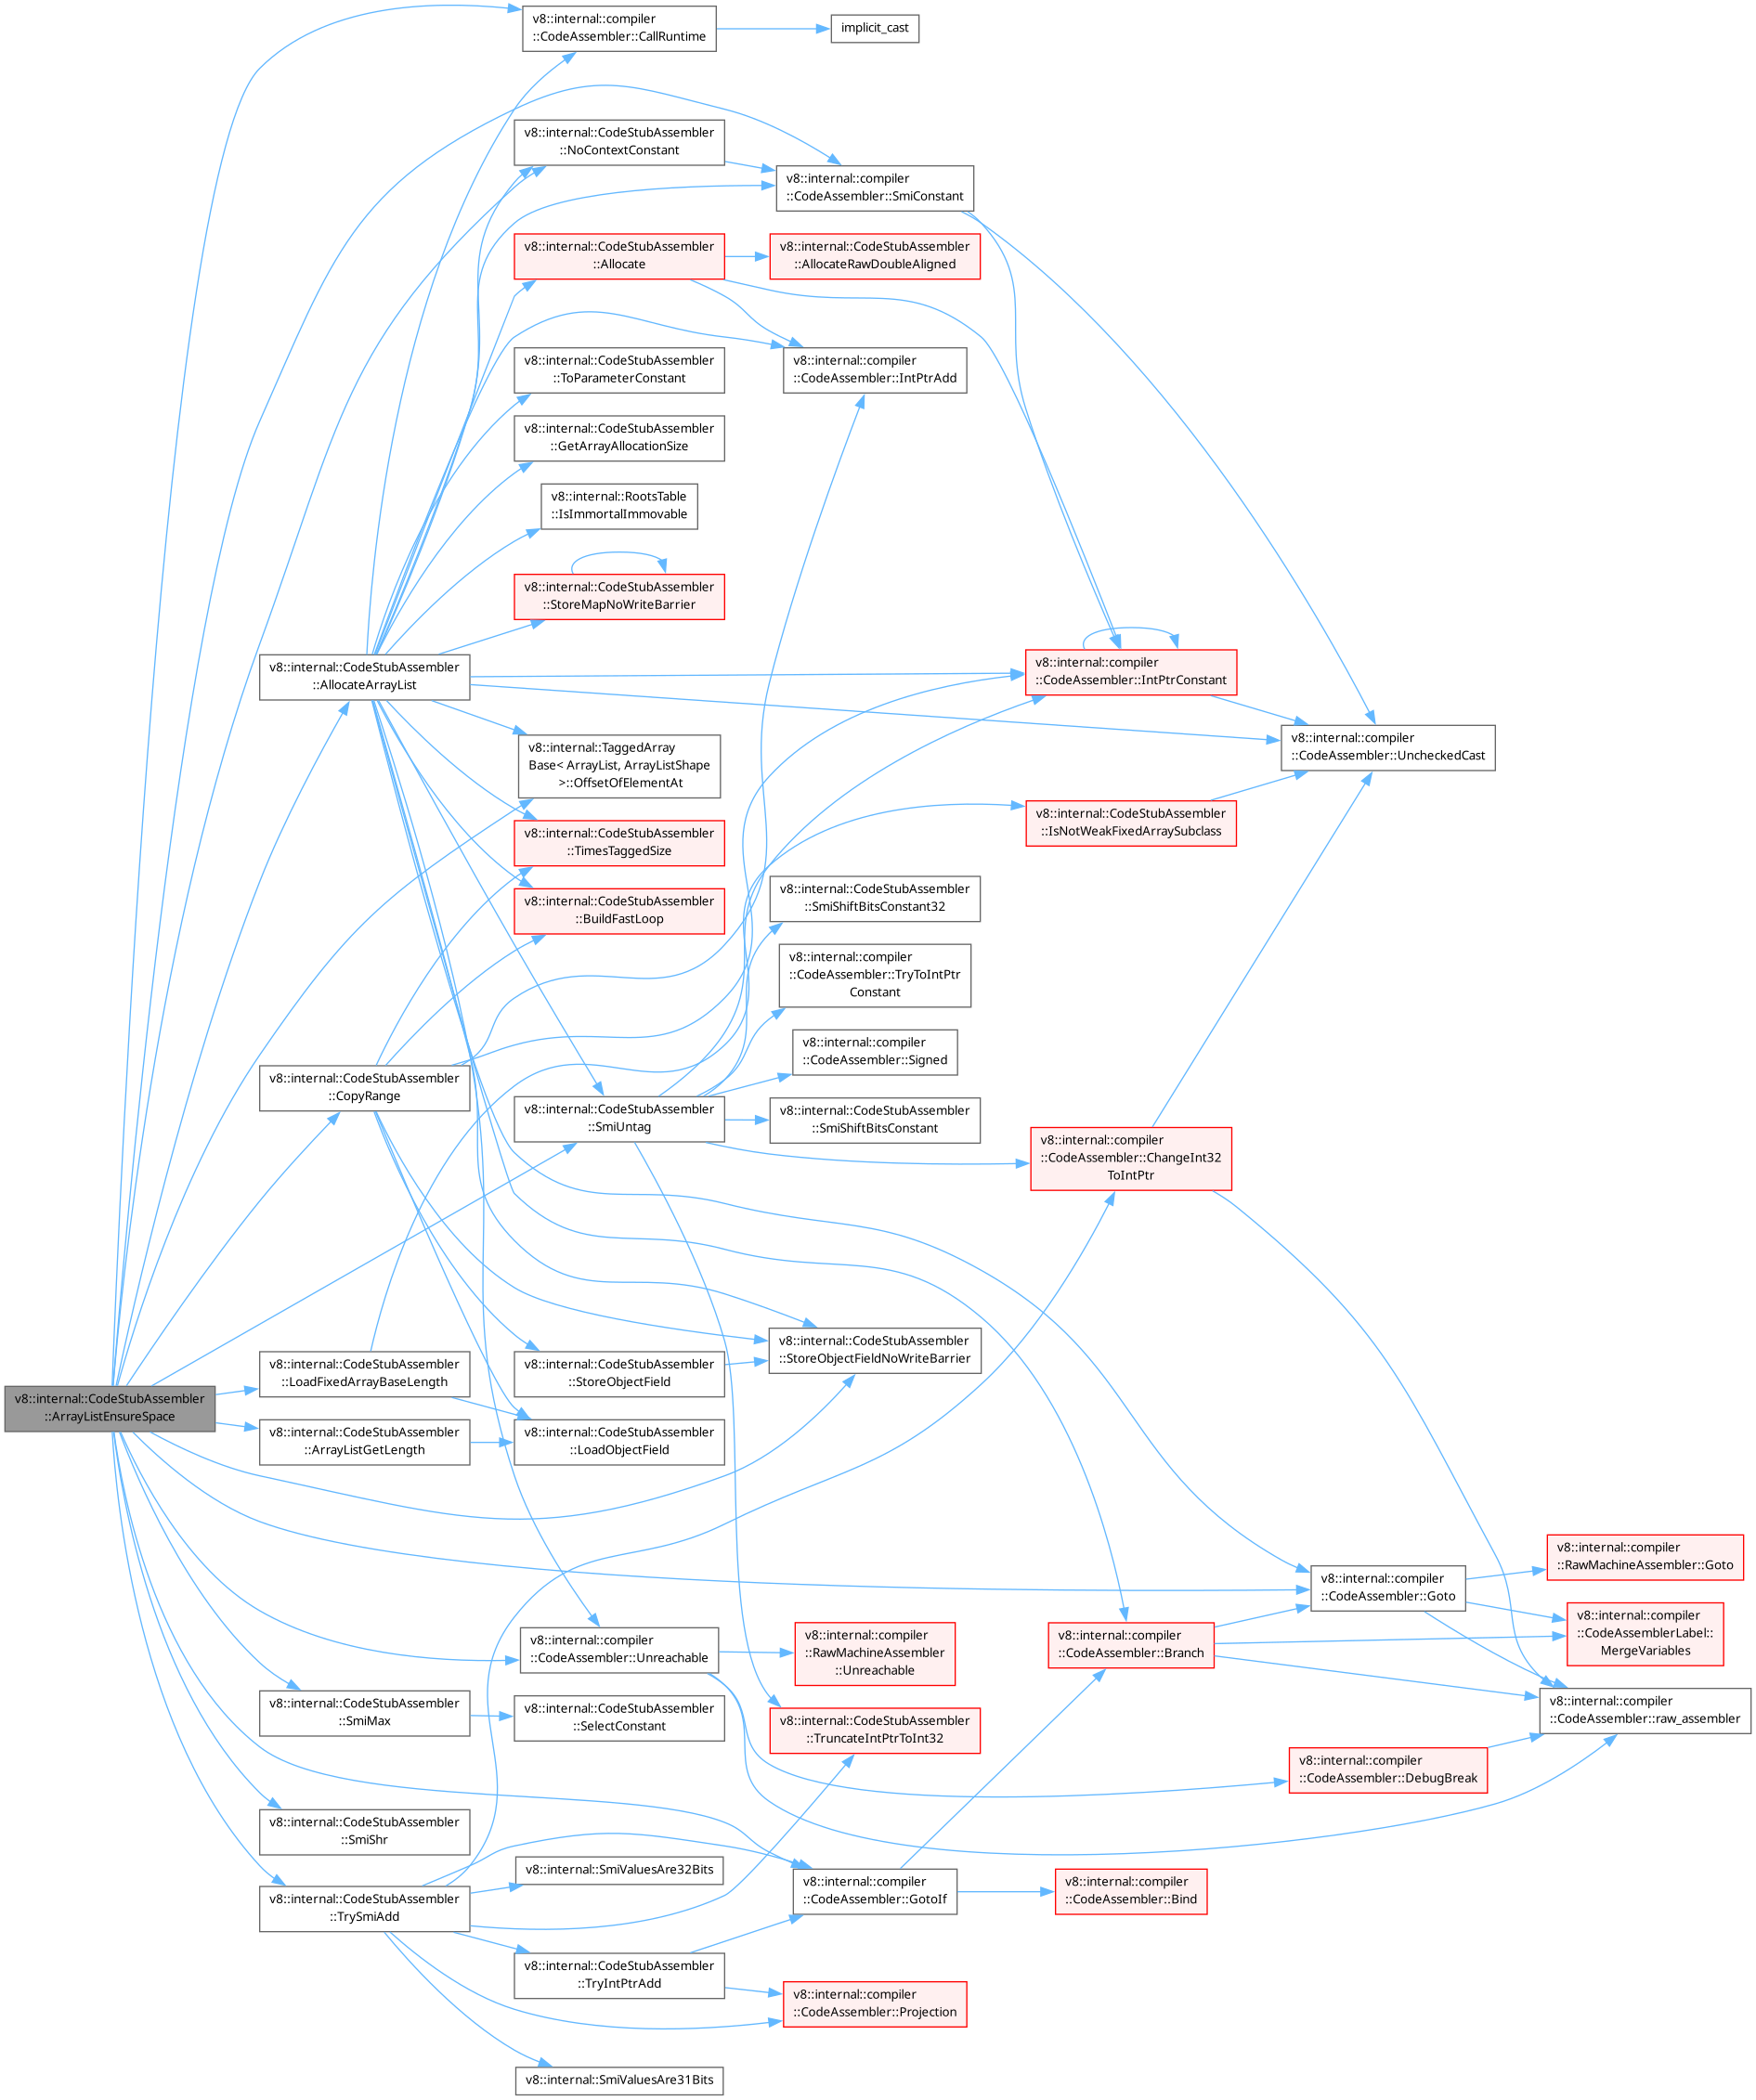 v8::internal::compiler
::CodeAssembler::CallRuntime
implicit_cast
v8::internal::CodeStubAssembler
::NoContextConstant
v8::internal::compiler
::CodeAssembler::SmiConstant
v8::internal::CodeStubAssembler
::Allocate
v8::internal::CodeStubAssembler
::AllocateRawDoubleAligned
v8::internal::CodeStubAssembler
::ToParameterConstant
v8::internal::compiler
::CodeAssembler::IntPtrAdd
v8::internal::CodeStubAssembler
::GetArrayAllocationSize
v8::internal::RootsTable
::IsImmortalImmovable
v8::internal::CodeStubAssembler
::StoreMapNoWriteBarrier
v8::internal::CodeStubAssembler
::AllocateArrayList
v8::internal::compiler
::CodeAssembler::IntPtrConstant
v8::internal::TaggedArray
Base< ArrayList, ArrayListShape
>::OffsetOfElementAt
v8::internal::compiler
::CodeAssembler::UncheckedCast
v8::internal::CodeStubAssembler
::TimesTaggedSize
v8::internal::CodeStubAssembler
::IsNotWeakFixedArraySubclass
v8::internal::CodeStubAssembler
::BuildFastLoop
v8::internal::CodeStubAssembler
::SmiShiftBitsConstant32
v8::internal::compiler
::CodeAssembler::TryToIntPtr
Constant
v8::internal::compiler
::CodeAssembler::Signed
v8::internal::CodeStubAssembler
::CopyRange
v8::internal::CodeStubAssembler
::SmiUntag
v8::internal::CodeStubAssembler
::SmiShiftBitsConstant
v8::internal::compiler
::CodeAssembler::ChangeInt32
ToIntPtr
v8::internal::CodeStubAssembler
::StoreObjectFieldNoWriteBarrier
v8::internal::CodeStubAssembler
::LoadFixedArrayBaseLength
v8::internal::CodeStubAssembler
::StoreObjectField
v8::internal::CodeStubAssembler
::ArrayListEnsureSpace
v8::internal::CodeStubAssembler
::ArrayListGetLength
v8::internal::CodeStubAssembler
::LoadObjectField
v8::internal::compiler
::RawMachineAssembler::Goto
v8::internal::compiler
::CodeAssembler::Goto
v8::internal::compiler
::CodeAssemblerLabel::
MergeVariables
v8::internal::compiler
::CodeAssembler::Unreachable
v8::internal::compiler
::RawMachineAssembler
::Unreachable
v8::internal::compiler
::CodeAssembler::Branch
v8::internal::CodeStubAssembler
::SmiMax
v8::internal::CodeStubAssembler
::SelectConstant
v8::internal::CodeStubAssembler
::TruncateIntPtrToInt32
v8::internal::compiler
::CodeAssembler::raw_assembler
v8::internal::compiler
::CodeAssembler::DebugBreak
v8::internal::CodeStubAssembler
::SmiShr
v8::internal::SmiValuesAre32Bits
v8::internal::CodeStubAssembler
::TrySmiAdd
v8::internal::compiler
::CodeAssembler::GotoIf
v8::internal::compiler
::CodeAssembler::Bind
v8::internal::CodeStubAssembler
::TryIntPtrAdd
v8::internal::compiler
::CodeAssembler::Projection
v8::internal::SmiValuesAre31Bits